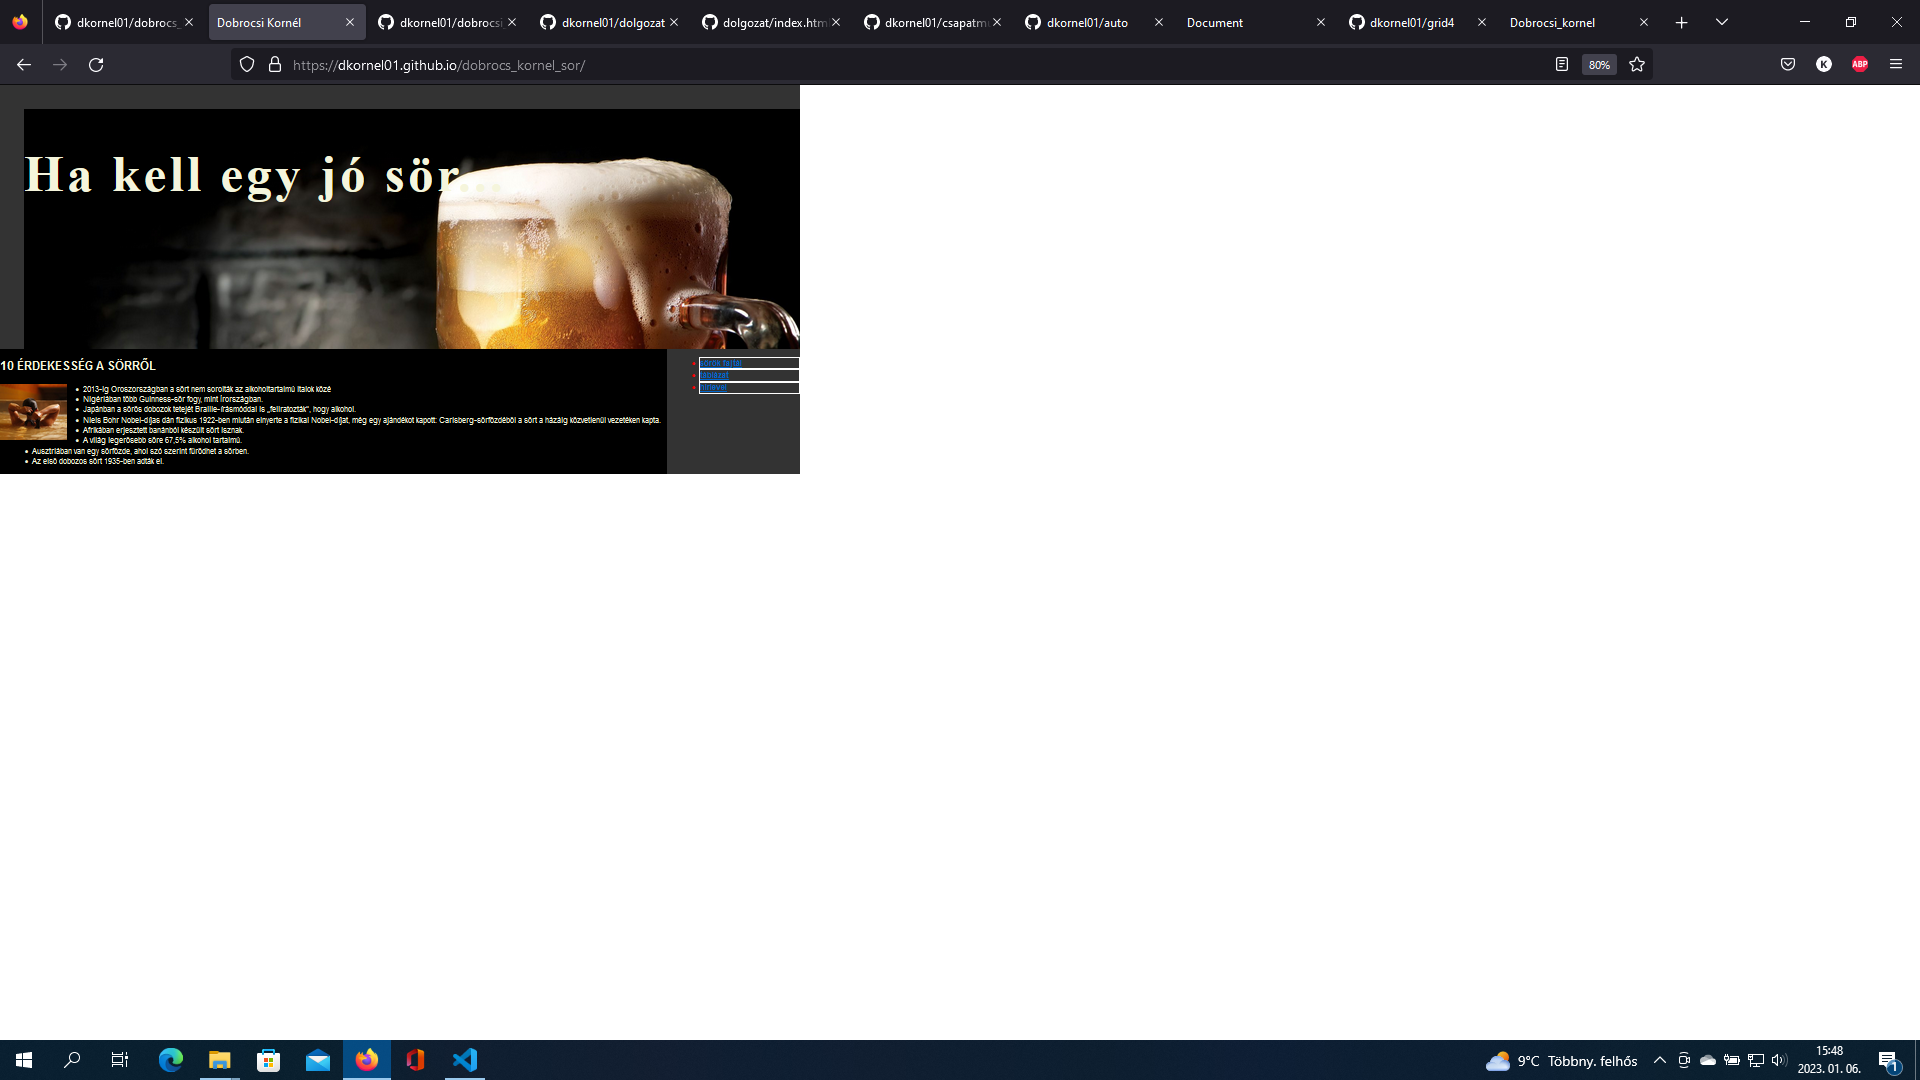 dkornel01/dobrocs_
Dobrocsi Kornél
dkornel01/dobrocsi
dkornel01/dolgozat
dolgozat/index.htm
dkornel01/csapatm
dkornel01/auto
Document
dkornel01/grid4
Dobrocsi_kornel
https://dkornel01.github.io/dobrocs_kornel_sor/
80%
K
ABP
Ha kell egy jó sör...
10 ÉRDEKESSÉG A SÖRRŐL
2013-ig Oroszországban a sört nem sorolták az alkoholtartalmú italok közé
Nigériában több Guinness-sör fogy, mint Írországban.
Japánban a sörös dobozok tetejét Braille-írásmóddal is „feliratozták", hogy alkohol.
Niels Bohr Nobel-díjas dán fizikus 1922-ben miután elnyerte a fizikai Nobel-díjat, még egy ajándékot kapott: Carlsberg-sörfőzdéből a sört a házáig közvetlenül vezetéken kapta.
Afrikában erjesztett banánból készült sört isznak.
A világ legerősebb söre 67,5% alkohol tartalmú.
Ausztriában van egy sörfőzde, ahol szó szerint fürödhet a sörben.
Az első dobozos sört 1935-ben adták el.
sörök fajtái
táblázat
hírlevél
9°C Többny. felhős
15:48
2023. 01. 06.
1